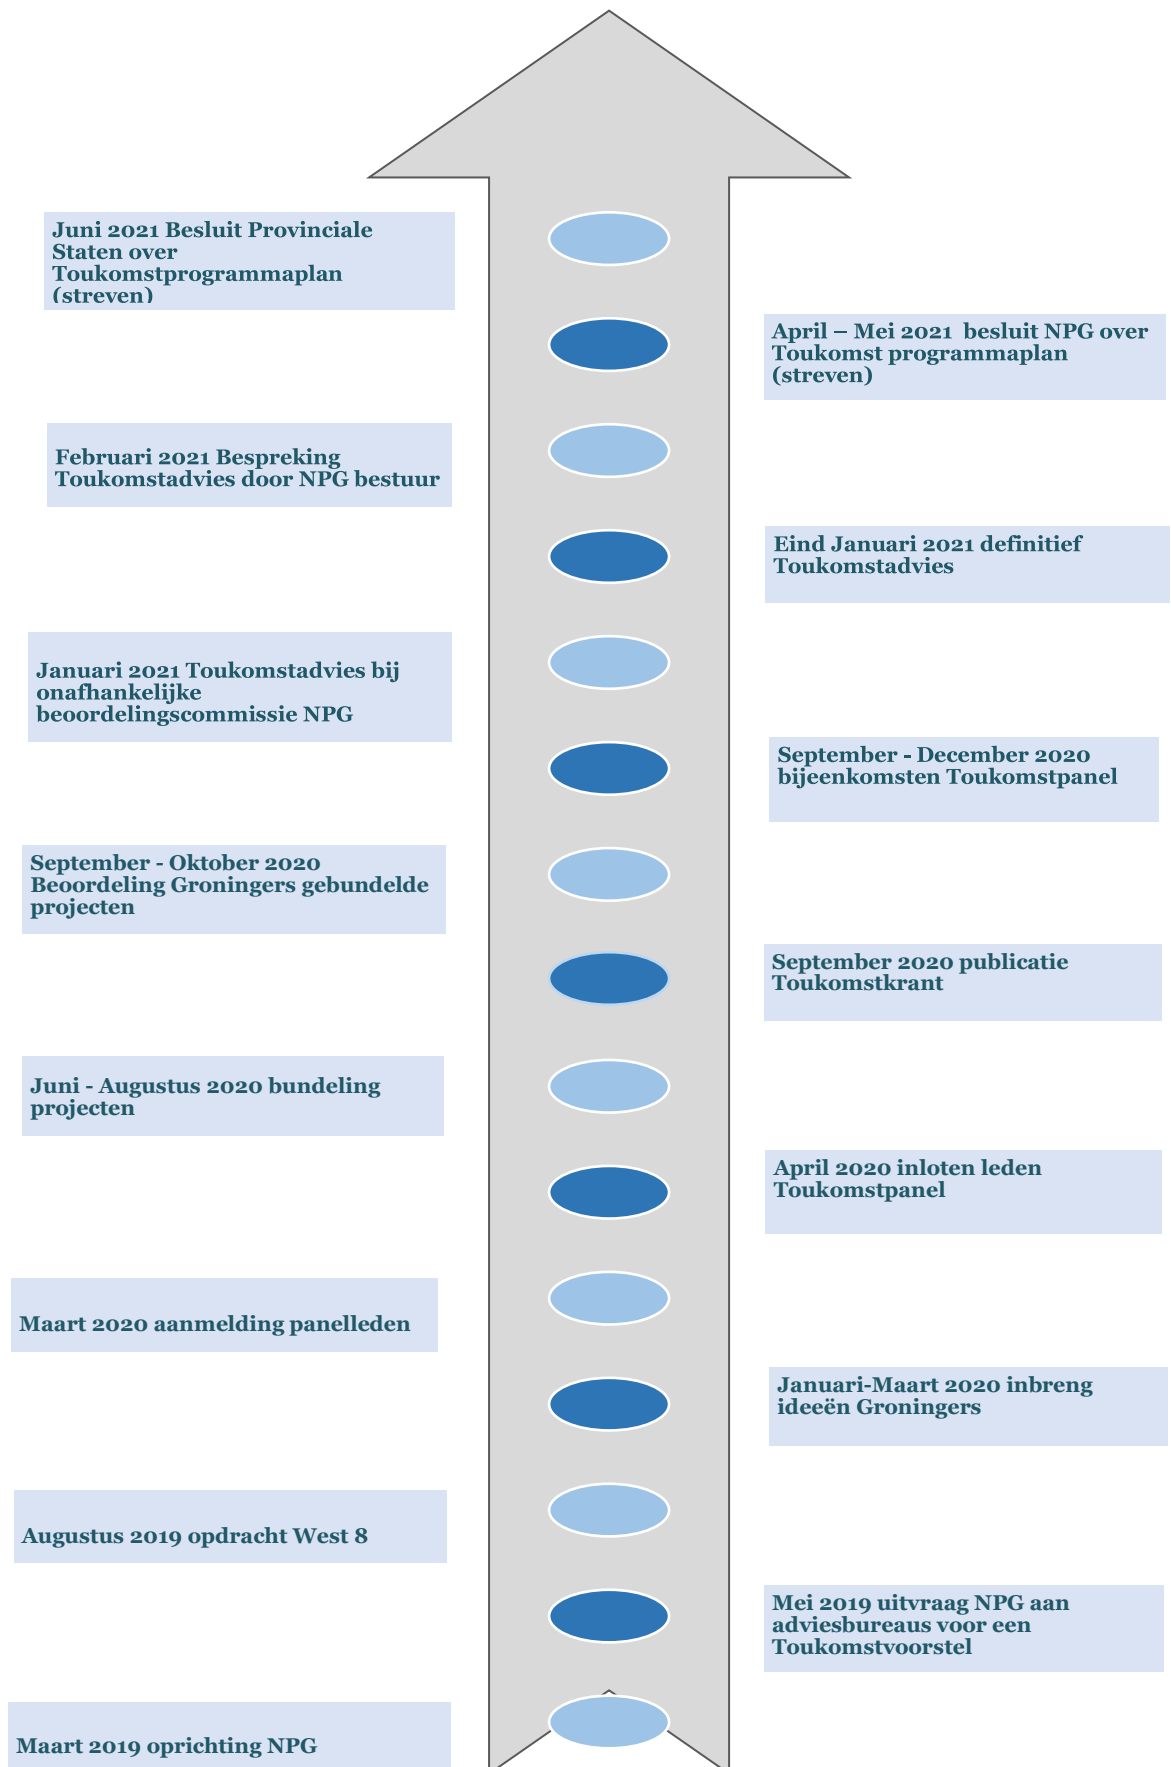 Juni 2021 Besluit Provinciale
Staten over
Toukomstprogrammaplan
(streven)
April – Mei 2021  besluit NPG over
Toukomst programmaplan
(streven)
Februari 2021 Bespreking
Toukomstadvies door NPG bestuur
Eind Januari 2021 definitief
Toukomstadvies
Januari 2021 Toukomstadvies bij
onafhankelijke
beoordelingscommissie NPG
September - December 2020
bijeenkomsten Toukomstpanel
September - Oktober 2020
Beoordeling Groningers gebundelde
projecten
September 2020 publicatie
Toukomstkrant
Juni - Augustus 2020 bundeling
projecten
April 2020 inloten leden
Toukomstpanel
Maart 2020 aanmelding panelleden
Januari-Maart 2020 inbreng
ideeën Groningers
Augustus 2019 opdracht West 8
Mei 2019 uitvraag NPG aan
adviesbureaus voor een
Toukomstvoorstel
Maart 2019 oprichting NPG